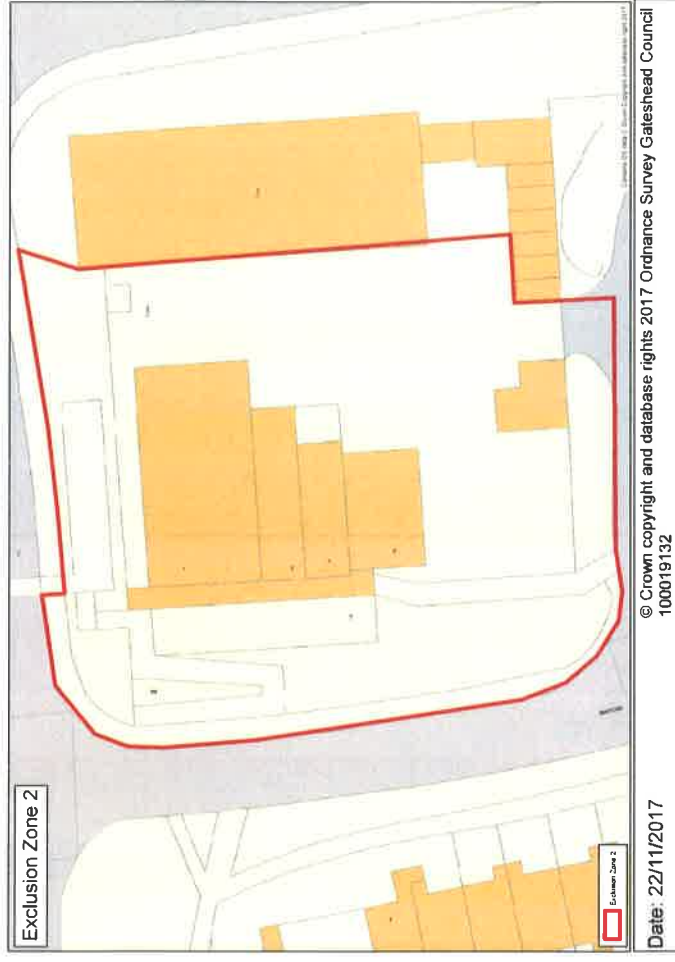 Exclusion Zone 2
Exclusion Zone 2
Date: 22/11/2017
© Crown copyright and database rights 2017 Ordnance Survey Gateshead Council
100019132